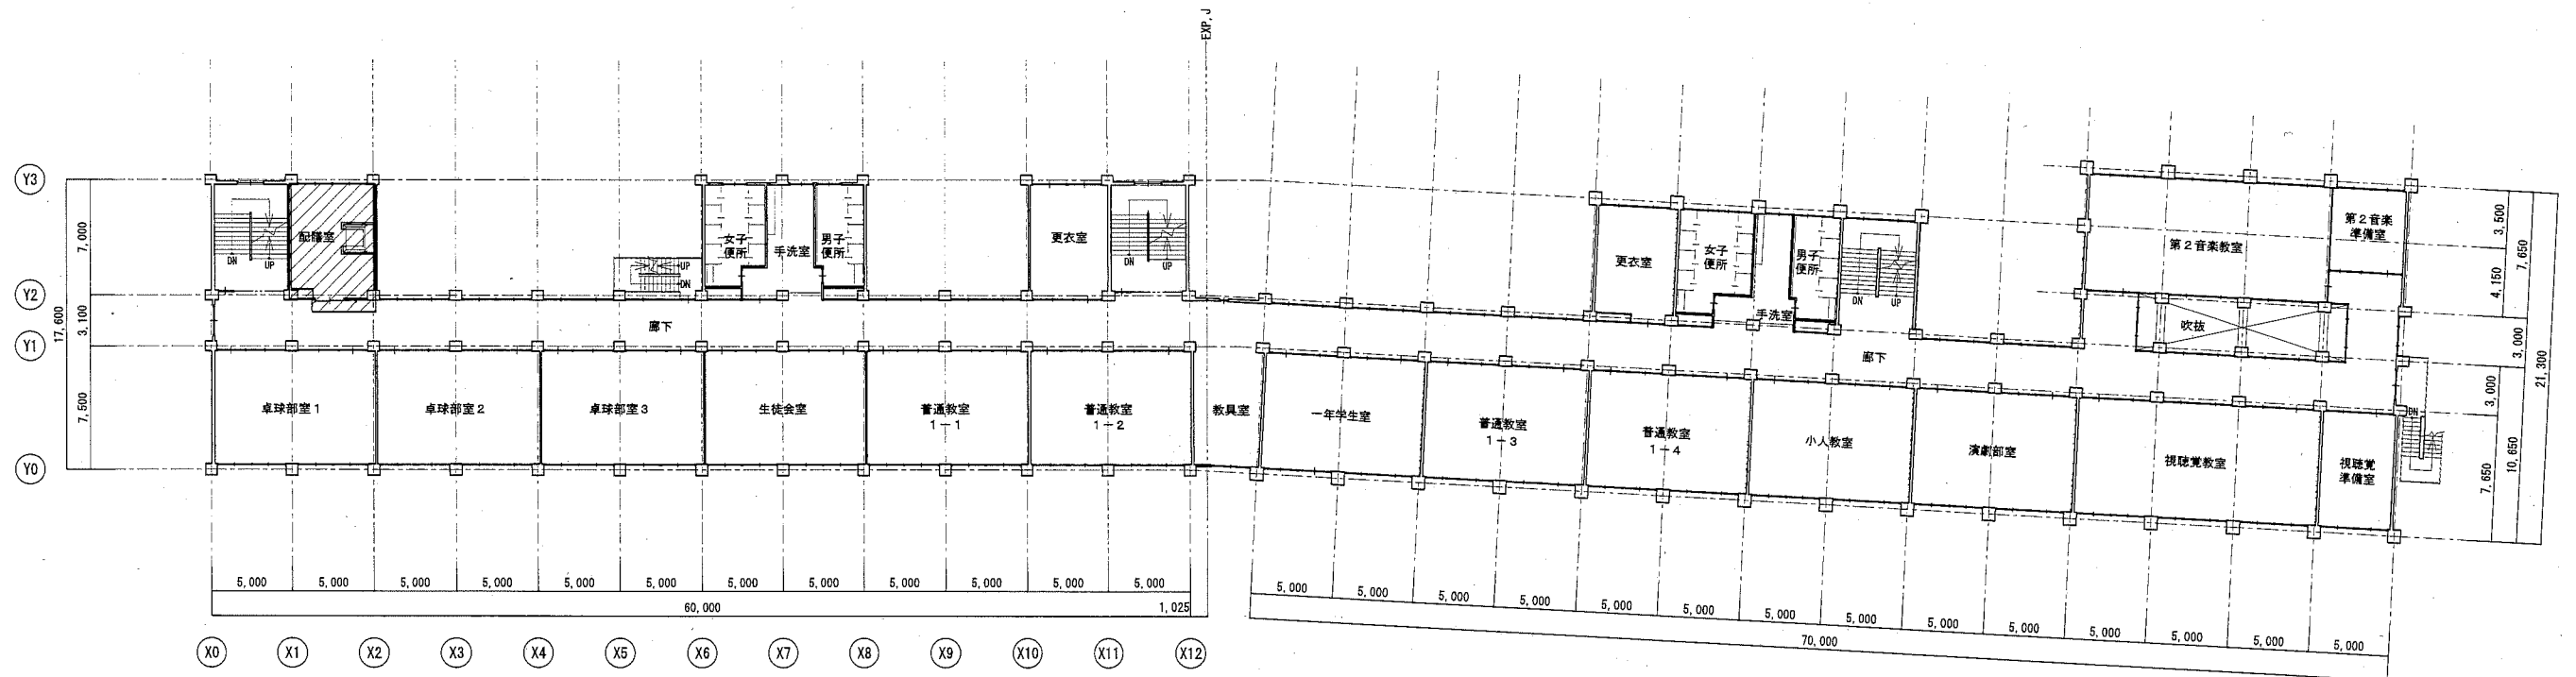 EXP, J
Y3
Y2
Y1
Y0
17,600
7,000
3,100
7,500
DN
UP
配膳室
UP
DN
女子
便所
手洗室
男子
便所
更衣室
DN
UP
廊下
卓球部室1
卓球部室2
卓球部室3
生徒会室
普通教室
1-1
普通教室
1-2
教具室
更衣室
女子
便所
手洗室
男子
便所
DN
UP
第2音楽教室
第2音楽
準備室
吹抜
廊下
一年学生室
普通教室
1-3
普通教室
1-4
小人教室
演劇部室
視聴覚教室
視聴覚
準備室
DN
3,500
4,150
7,650
3,000
3,000
7,650
10,650
21,300
5,000 5,000 5,000 5,000 5,000 5,000 5,000 5,000 5,000 5,000 5,000 5,000
60,000
1,025
5,000 5,000 5,000 5,000 5,000 5,000 5,000 5,000 5,000 5,000 5,000 5,000 5,000 5,000
70,000
X0 X1 X2 X3 X4 X5 X6 X7 X8 X9 X10 X11 X12